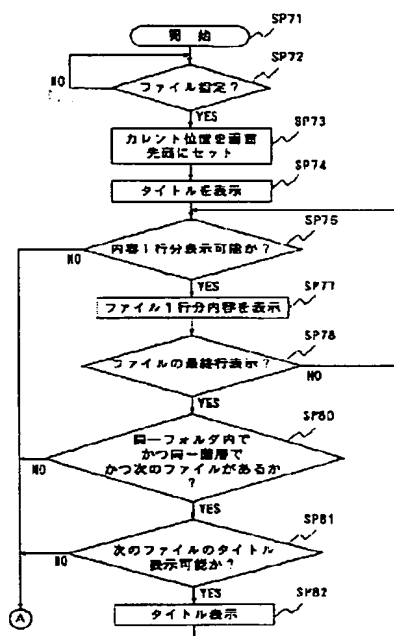 SP71
開始
SP72
NO
ファイル指定？
YES
SP73
カレント位置を画面
先頭にセット
SP74
タイトルを表示
SP76
内容1行分表示可能か？
NO
YES
SP77
ファイル1行分内容を表示
SP78
ファイルの最終行表示？
NO
YES
SP80
同一フォルダ内で
かつ同一階層で
かつ次のファイルがあるか
？
NO
YES
SP81
次のファイルのタイトル
表示可能か？
NO
YES
SP82
A
タイトル表示